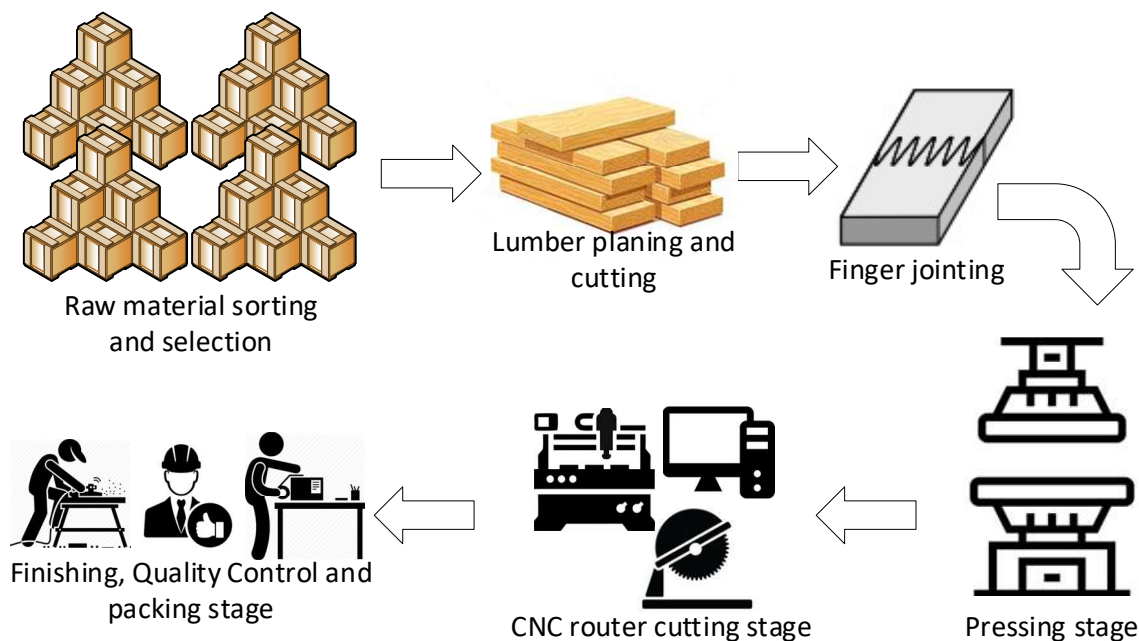 Raw material sorting
and selection
Lumber planing and
cutting
Finger jointing
Pressing stage
CNC router cutting stage
Finishing, Quality Control and
packing stage